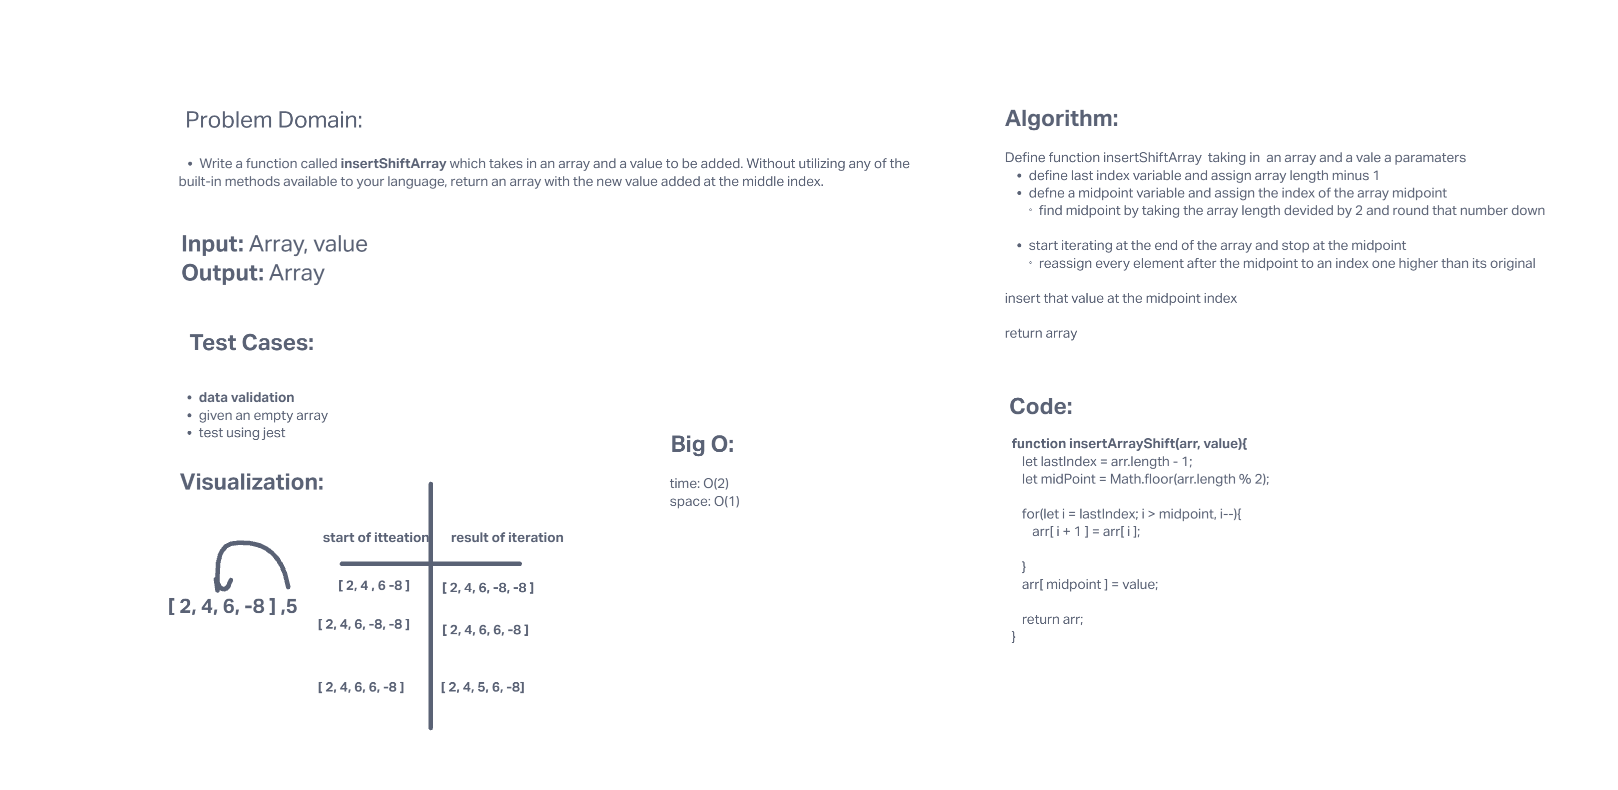 Problem Domain:
• Write a function called insertShiftArray which takes in an array and a value to be added. Without utilizing any of the
built-in methods available to your language, return an array with the new value added at the middle index.
Input: Array, value
Output: Array
Test Cases:
• data validation
• given an empty array
• test using jest
Visualization:
[ 2, 4, 6, -8 ] ,5
start of itteation result of iteration
[ 2, 4 , 6 -8 ] [ 2, 4, 6, -8, -8 ]
[ 2, 4, 6, -8, -8 ] [ 2, 4, 6, 6, -8 ]
[ 2, 4, 6, 6, -8 ] [ 2, 4, 5, 6, -8]
Big O:
time: O(2)
space: O(1)
Algorithm:
Define function insertShiftArray taking in an array and a vale a paramaters
• define last index variable and assign array length minus 1
• defne a midpoint variable and assign the index of the array midpoint
◦ find midpoint by taking the array length devided by 2 and round that number down
• start iterating at the end of the array and stop at the midpoint
◦ reassign every element after the midpoint to an index one higher than its original
insert that value at the midpoint index
return array
Code:
function insertArrayShift(arr, value){
let lastIndex = arr.length - 1;
let midPoint = Math.floor(arr.length % 2);
for(let i = lastIndex; i > midpoint, i--){
arr[ i + 1 ] = arr[ i ];
}
arr[ midpoint ] = value;
return arr;
}